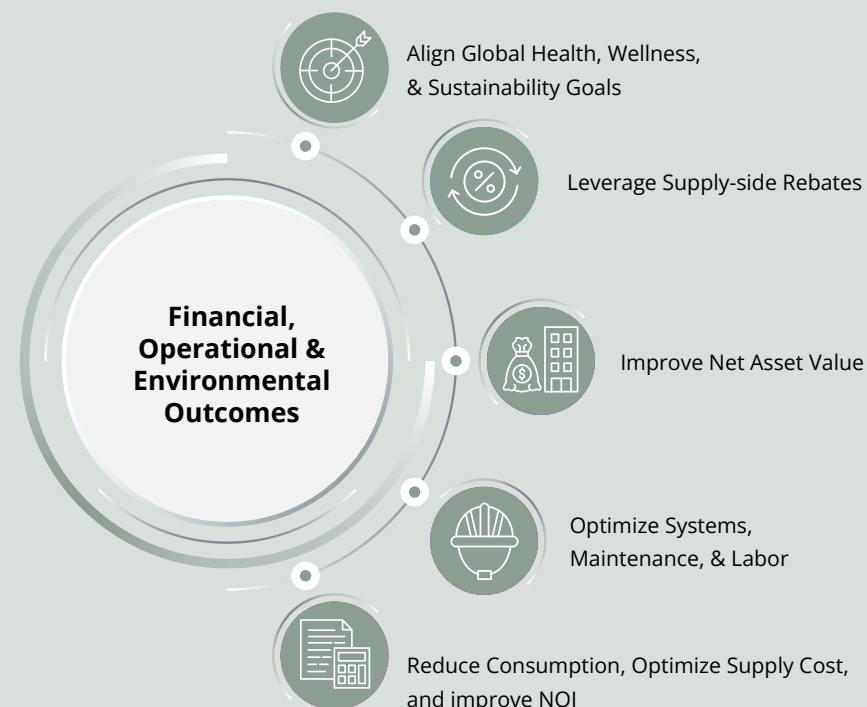 Align Global Health, Wellness,
& Sustainability Goals
Leverage Supply-side Rebates
Improve Net Asset Value
Financial,
Operational &
Environmental
Outcomes
Optimize Systems,
Maintenance, & Labor
Reduce Consumption, Optimize Supply Cost,
and improve NOI